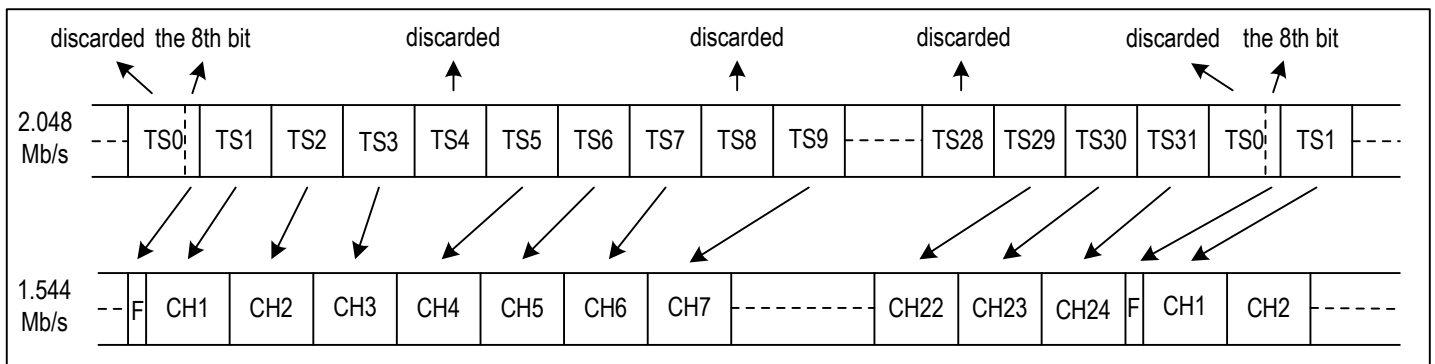 discarded the 8th bit discarded discarded discarded discarded the 8th bit
2.048
Mb/s
TS0 TS1 TS2 TS3 TS4 TS5 TS6 TS7 TS8 TS9 TS28 TS29 TS30 TS31 TS0 TS1
1.544
Mb/s
F CH1 CH2 CH3 CH4 CH5 CH6 CH7 CH22 CH23 CH24 F CH1 CH2